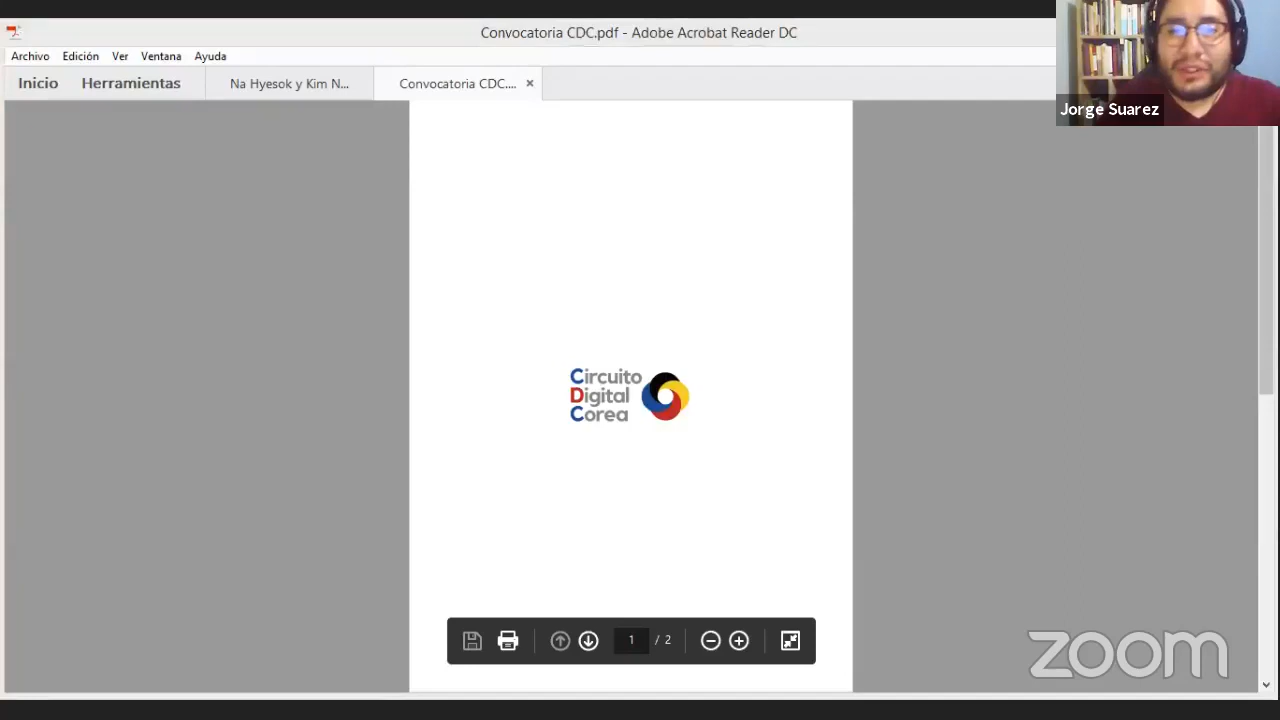 Convocatoria CDC.pdf - Adobe Acrobat Reader DC
Archivo Edición Ver Ventana Ayuda
Inicio Herramientas Na Hyesok y Kim N... Convocatoria CDC.... ×
Jorge Suarez
Circuito
Digital
Corea
1 / 2
zoom